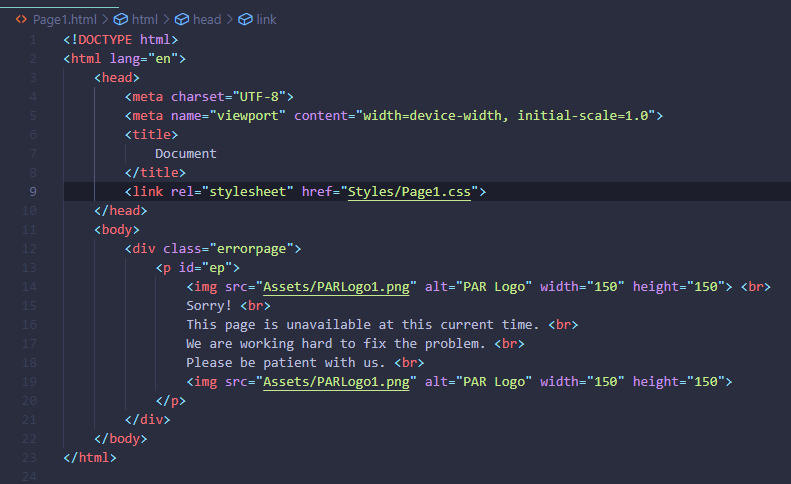 Page1.html > html > head > link
1 <!DOCTYPE html>
2 <html lang="en">
3     <head>
4         <meta charset="UTF-8">
5         <meta name="viewport" content="width=device-width, initial-scale=1.0">
6         <title>
7             Document
8         </title>
9         <link rel="stylesheet" href="Styles/Page1.css">
10     </head>
11     <body>
12         <div class="errorpage">
13             <p id="ep">
14                 <img src="Assets/PARLogo1.png" alt="PAR Logo" width="150" height="150"> <br>
15                 Sorry! <br>
16                 This page is unavailable at this current time. <br>
17                 We are working hard to fix the problem. <br>
18                 Please be patient with us. <br>
19                 <img src="Assets/PARLogo1.png" alt="PAR Logo" width="150" height="150">
20             </p>
21         </div>
22     </body>
23 </html>
24